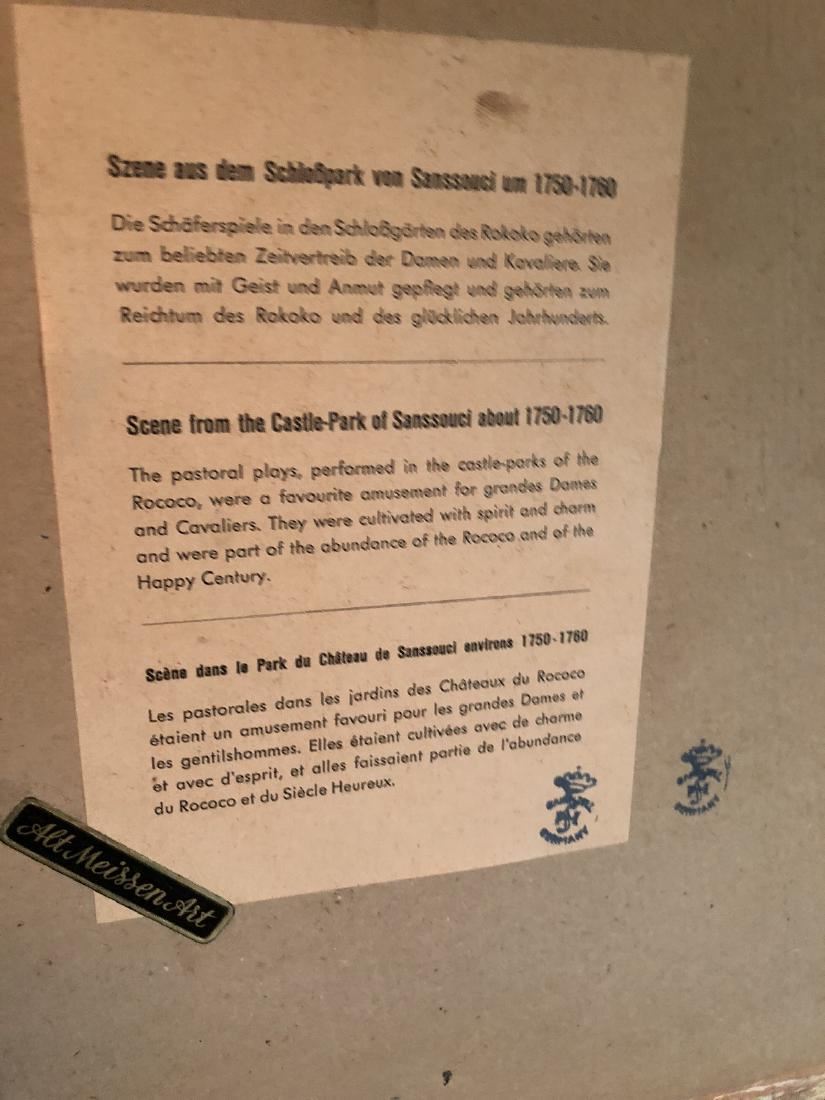 Szene aus dem Schloßpark von Sanssouci um 1750-1760
Die Schäferspiele in den Schloßgärten des Rokoko gehörten
zum beliebten Zeitvertreib der Damen und Kavaliere. Sie
wurden mit Geist und Anmut gepflegt und gehörten zum
Reichtum des Rokoko und des glücklichen Jahrhunderts.
Scene from the Castle-Park of Sanssouci about 1750-1760
The pastoral plays, performed in the castle-parks of the
Rococo, were a favourite amusement for grandes Dames
and Cavaliers. They were cultivated with spirit and charm
and were part of the abundance of the Rococo and of the
Happy Century.
Scène dans le Park du Château de Sanssouci environs 1750-1760
Les pastorales dans les jardins des Châteaux du Rococo
étaient un amusement favouri pour les grandes Dames et
les gentilshommes. Elles étaient cultivées avec de charme
et avec d'esprit, et alles faissaient partie de l'abundance
du Rococo et du Siècle Heureux.
GERMANY
GERMANY
Alt Meissen Art